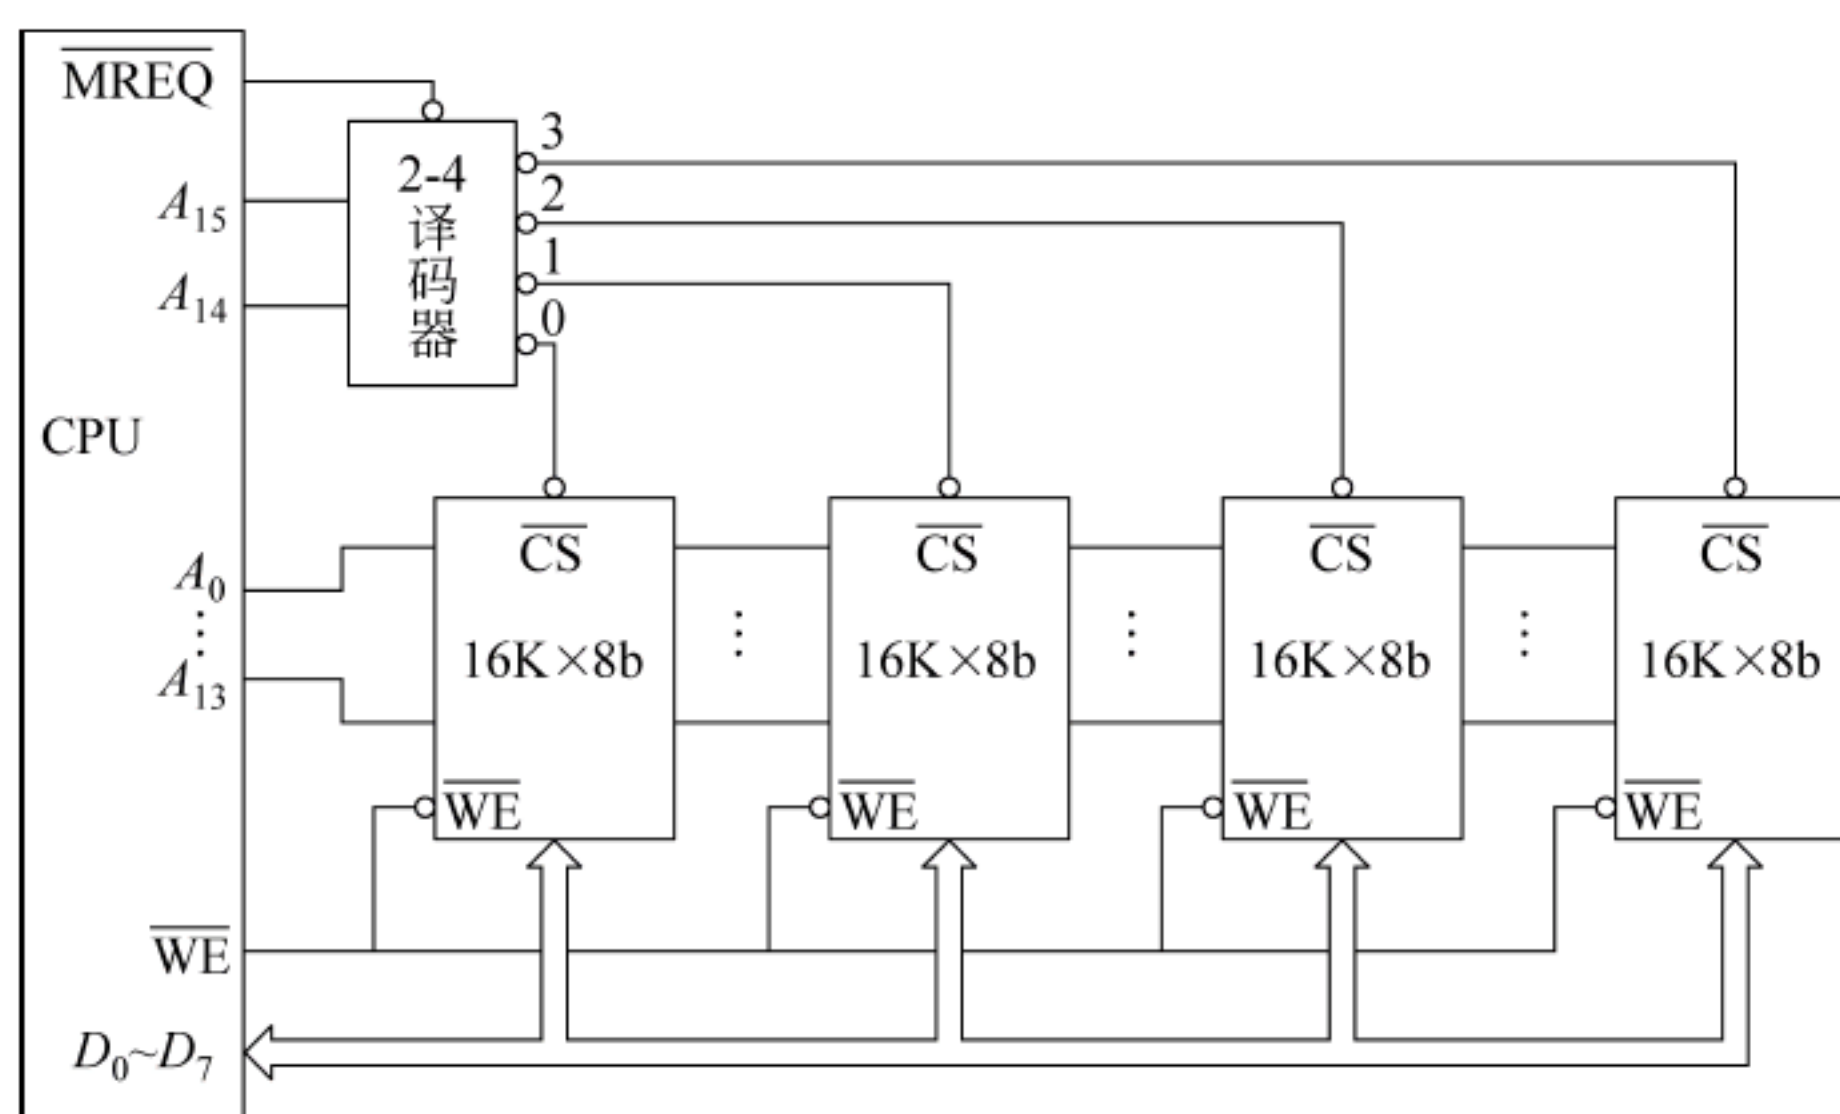 MREQ
3
2-4
译
码
器
2
A15
1
A14
0
CPU
CS CS CS CS
A0
⋮ ⋮ ⋮ ⋮
16K×8b 16K×8b 16K×8b 16K×8b
A13
WE WE WE WE
WE
D0~D7